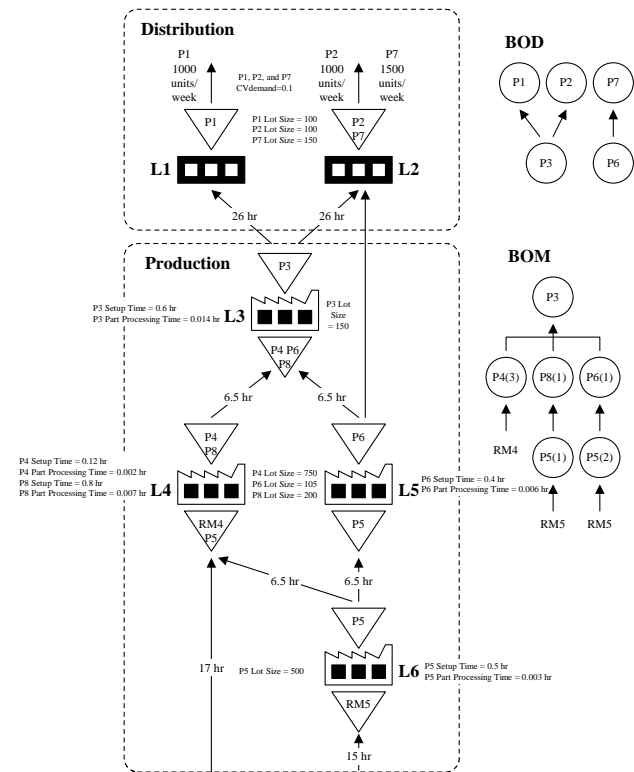 Distribution
BOD
P1
1000
units/
week
P1, P2, and P7
CVdemand=0.1
P2
1000
units/
week
P7
1500
units/
week
P1
P2
P7
P1 Lot Size = 100
P2 Lot Size = 100
P7 Lot Size = 150
P1
P2
P7
L1
L2
P3
P6
26 hr
26 hr
Production
BOM
P3
P3
P3 Setup Time = 0.6 hr
P3 Part Processing Time = 0.014 hr
L3
P3 Lot
Size
= 150
P4 P6
P8
P4(3)
P8(1)
P6(1)
6.5 hr
6.5 hr
RM4
P4
P8
P6
P5(1)
P5(2)
P4 Setup Time = 0.12 hr
P4 Part Processing Time = 0.002 hr
P8 Setup Time = 0.8 hr
P8 Part Processing Time = 0.007 hr
L4
P4 Lot Size = 750
P6 Lot Size = 105
P8 Lot Size = 200
L5
P6 Setup Time = 0.4 hr
P6 Part Processing Time = 0.006 hr
RM4
P5
P5
RM5
RM5
6.5 hr
6.5 hr
P5
17 hr
P5 Lot Size = 500
L6
P5 Setup Time = 0.5 hr
P5 Part Processing Time = 0.003 hr
RM5
15 hr